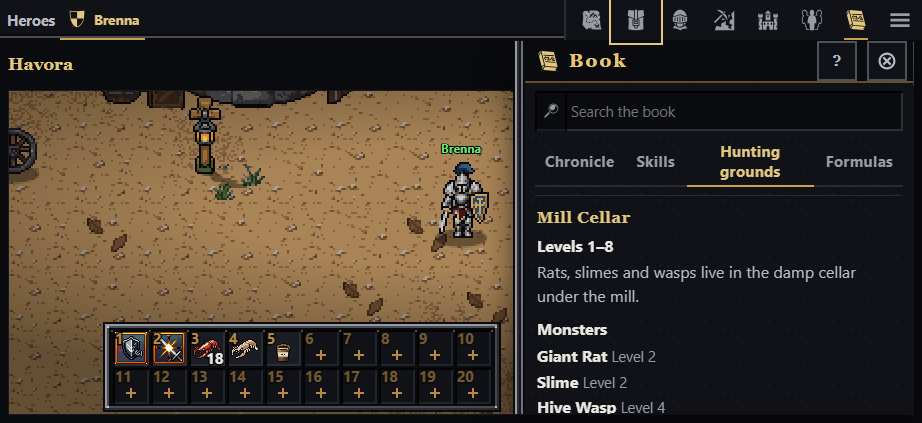 Heroes
Brenna
Havora
Book
?
Search the book
Chronicle
Skills
Hunting grounds
Formulas
Mill Cellar
Levels 1–8
Rats, slimes and wasps live in the damp cellar
under the mill.
Monsters
Giant Rat Level 2
Slime Level 2
Hive Wasp Level 4
Brenna
1 2 3 18 4 5 6 7 8 9 10
+ + + + +
11 12 13 14 15 16 17 18 19 20
+ + + + + + + + + +